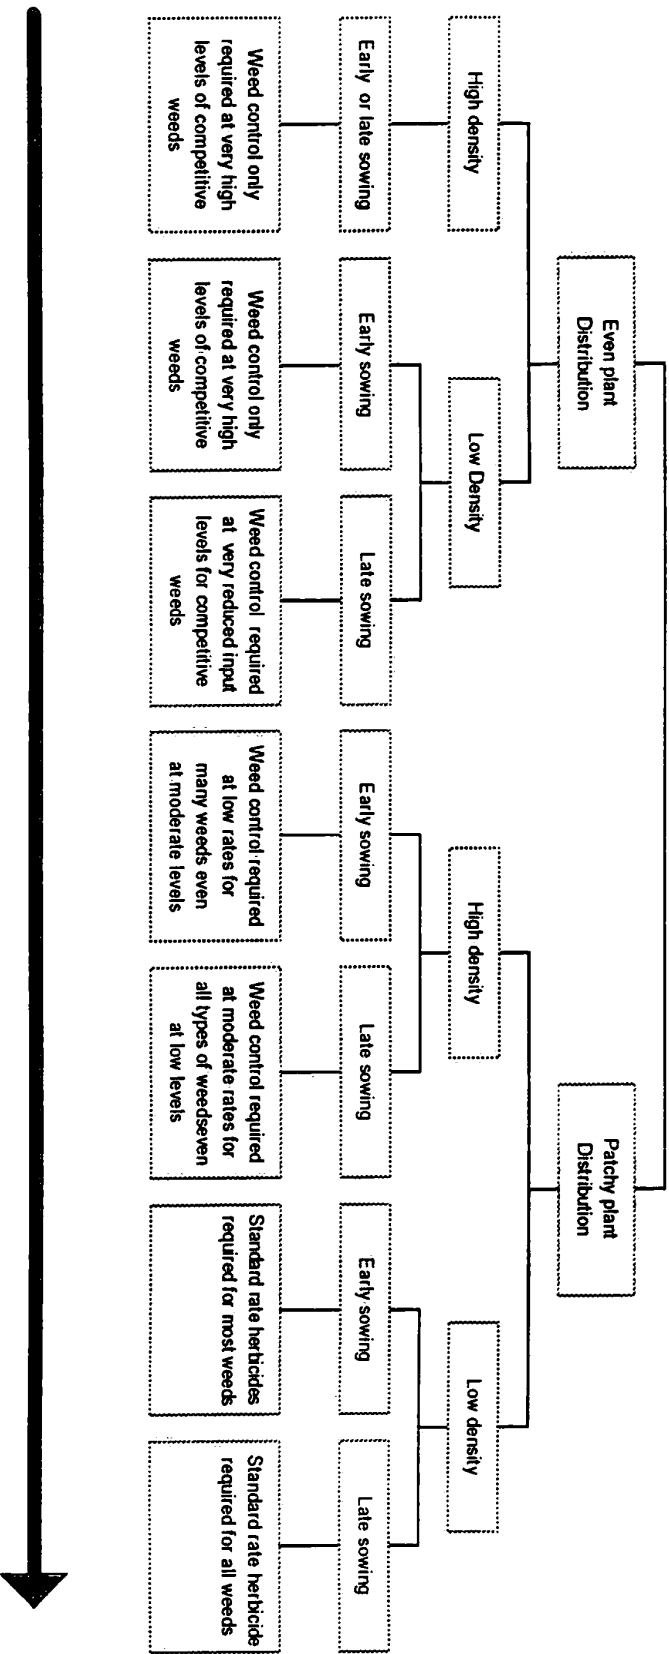 Even plant
Distribution
Patchy plant
Distribution
High density
Low Density
High density
Low density
Early or late sowing
Early sowing
Late sowing
Early sowing
Late sowing
Early sowing
Late sowing
Weed control only
required at very high
levels of competitive
weeds
Weed control only
required at very high
levels of competitive
weeds
Weed control required
at very reduced input
levels for competitive
weeds
Weed control required
at low rates for
many weeds even
at moderate levels
Weed control required
at moderate rates for
all types of weedseven
at low levels
Standard rate herbicides
required for most weeds
Standard rate herbicide
required for all weeds